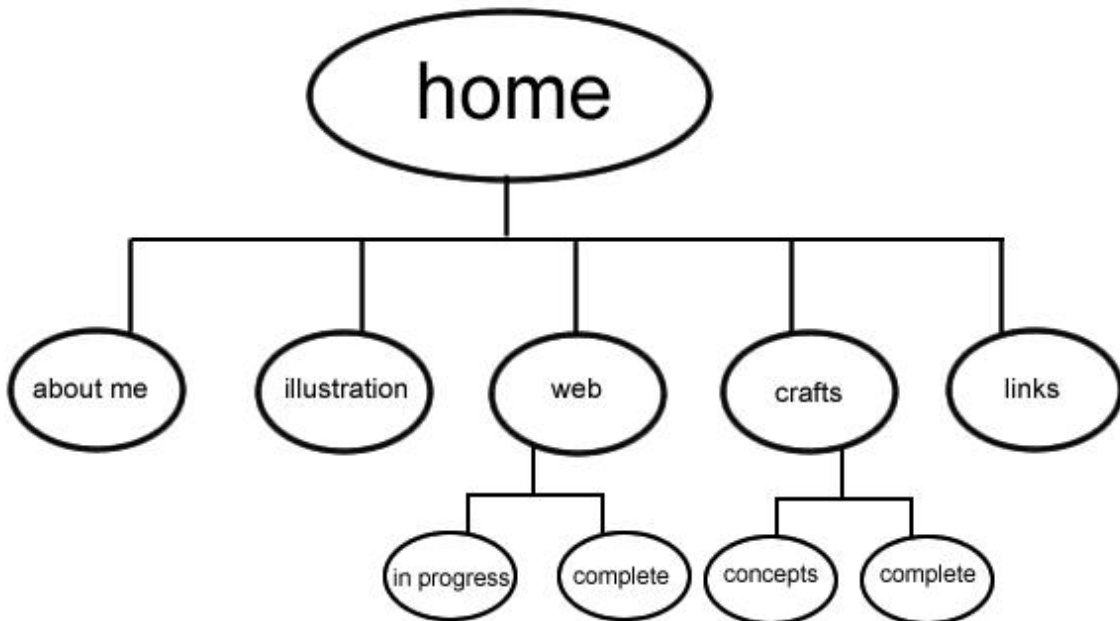 home
about me
illustration
web
crafts
links
in progress
complete
concepts
complete